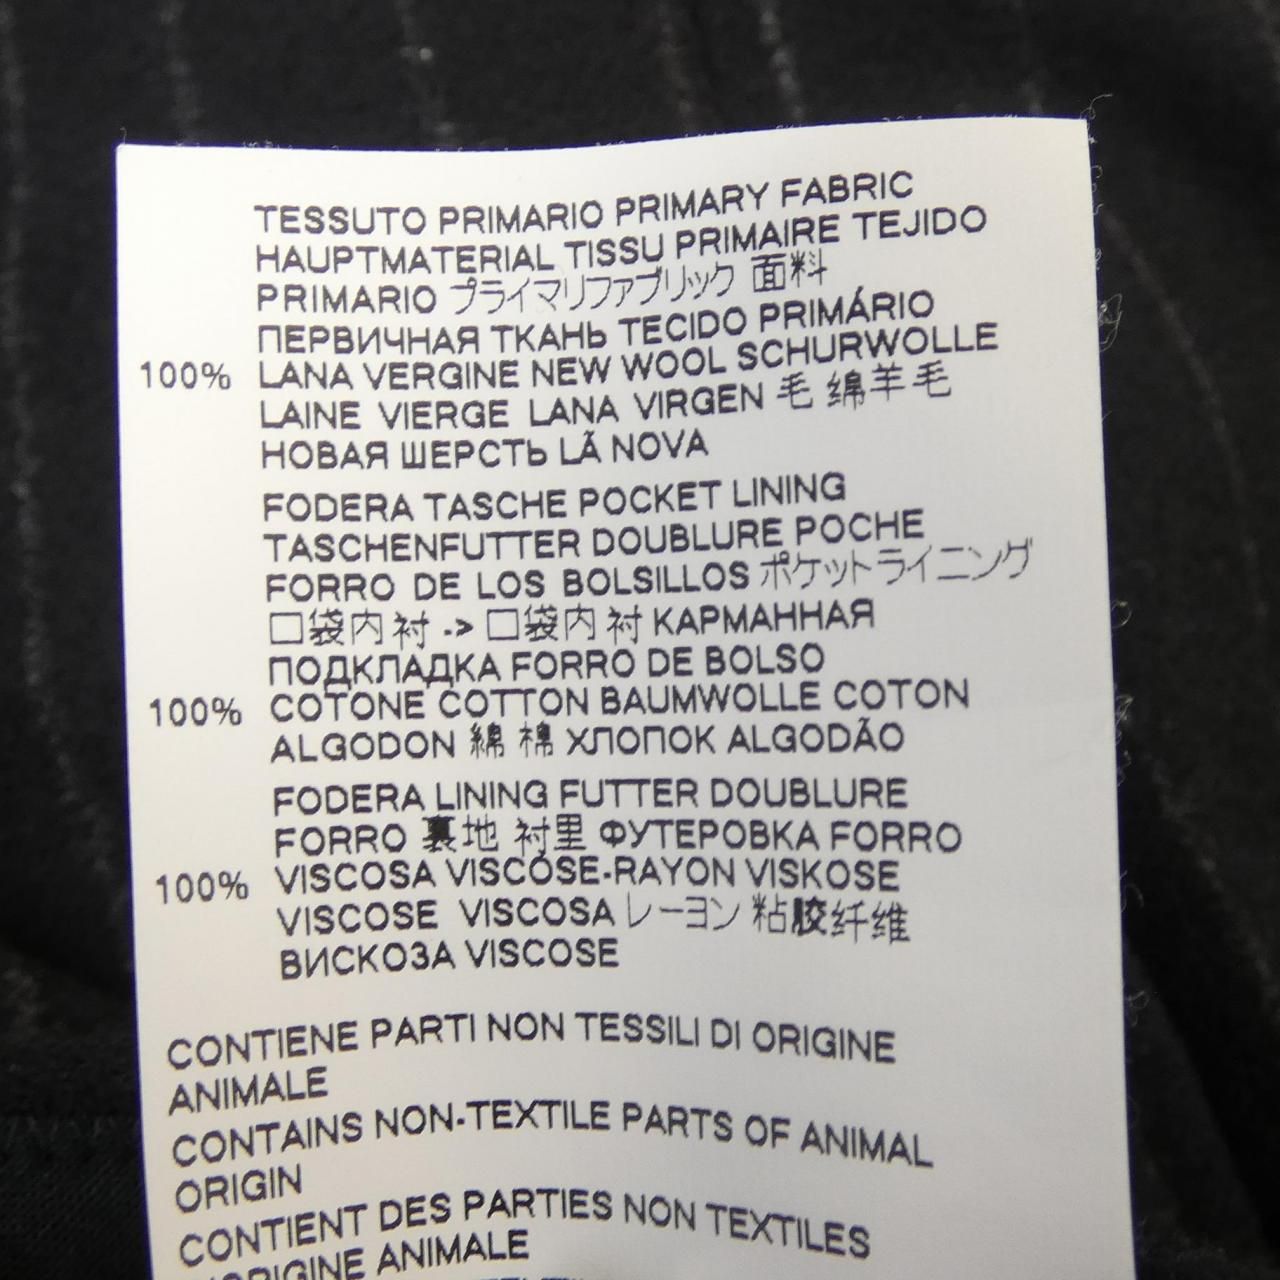 TESSUTO PRIMARIO PRIMARY FABRIC
HAUPTMATERIAL TISSU PRIMAIRE TEJIDO
PRIMARIO プライマリファブリック 面料
ПЕРВИЧНАЯ ТКАНЬ TECIDO PRIMÁRIO
100% LANA VERGINE NEW WOOL SCHURWOLLE
LAINE VIERGE LANA VIRGEN 毛 绵羊毛
НОВАЯ ШЕРСТЬ LÃ NOVA
FODERA TASCHE POCKET LINING
TASCHENFUTTER DOUBLURE POCHE
FORRO DE LOS BOLSILLOS ポケットライニング
口袋内衬 -> 口袋内衬 КАРМАННАЯ
ПОДКЛАДКА FORRO DE BOLSO
100% COTONE COTTON BAUMWOLLE COTON
ALGODON 綿 棉 ХЛОПОК ALGODÃO
FODERA LINING FUTTER DOUBLURE
FORRO 裏地 衬里 ФУТЕРОВКА FORRO
100% VISCOSA VISCOSE-RAYON VISKOSE
VISCOSE VISCOSA レーヨン 粘胶纤维
ВИСКОЗА VISCOSE
CONTIENE PARTI NON TESSILI DI ORIGINE
ANIMALE
CONTAINS NON-TEXTILE PARTS OF ANIMAL
ORIGIN
CONTIENT DES PARTIES NON TEXTILES
D'ORIGINE ANIMALE